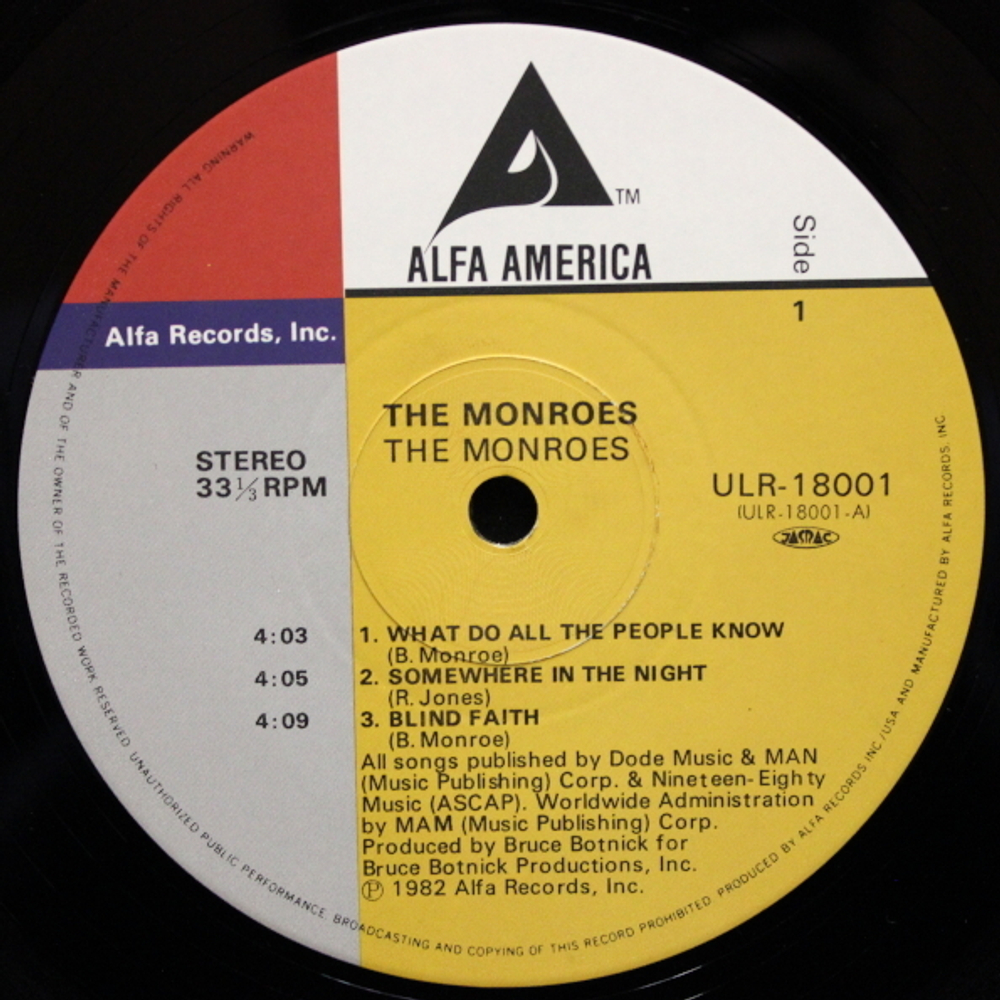 TM
ALFA AMERICA
Side
1
Alfa Records, Inc.
THE MONROES
THE MONROES
STEREO
33⅓ RPM
ULR-18001
(ULR-18001-A)
JASRAC
4:03 1. WHAT DO ALL THE PEOPLE KNOW
(B. Monroe)
4:05 2. SOMEWHERE IN THE NIGHT
(R. Jones)
4:09 3. BLIND FAITH
(B. Monroe)
All songs published by Dode Music & MAN
(Music Publishing) Corp. & Nineteen-Eighty
Music (ASCAP). Worldwide Administration
by MAM (Music Publishing) Corp.
Produced by Bruce Botnick for
Bruce Botnick Productions, Inc.
℗ 1982 Alfa Records, Inc.
WARNING ALL RIGHTS OF THE MANUFACTURER AND OF THE OWNER OF THE RECORDED WORK RESERVED. UNAUTHORIZED PUBLIC PERFORMANCE. BROADCASTING AND COPYING OF THIS RECORD PROHIBITED. PRODUCED BY ALFA RECORDS INC./USA AND MANUFACTURED BY ALFA RECORDS. INC